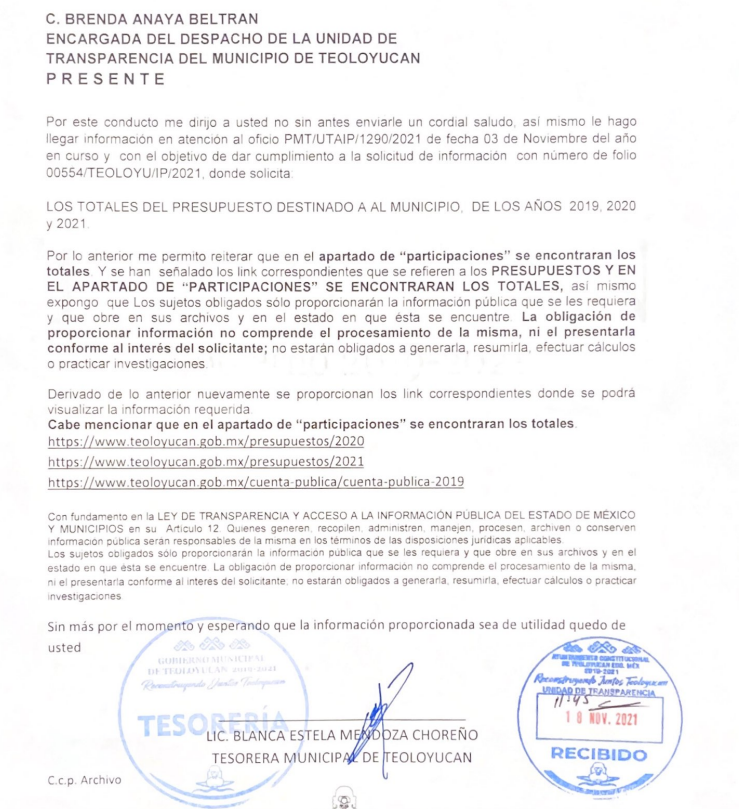 C. BRENDA ANAYA BELTRAN
ENCARGADA DEL DESPACHO DE LA UNIDAD DE
TRANSPARENCIA DEL MUNICIPIO DE TEOLOYUCAN
P R E S E N T E
Por este conducto me dirijo a usted no sin antes enviarle un cordial saludo, así mismo le hago
llegar información en atención al oficio PMT/UTAIP/1290/2021 de fecha 03 de Noviembre del año
en curso y con el objetivo de dar cumplimiento a la solicitud de información con número de folio
00554/TEOLOYU/IP/2021, donde solicita:
LOS TOTALES DEL PRESUPUESTO DESTINADO A AL MUNICIPIO, DE LOS AÑOS 2019, 2020
y 2021.
Por lo anterior me permito reiterar que en el apartado de “participaciones” se encontraran los
totales. Y se han señalado los link correspondientes que se refieren a los PRESUPUESTOS Y EN
EL APARTADO DE “PARTICIPACIONES” SE ENCONTRARAN LOS TOTALES, así mismo
expongo que Los sujetos obligados sólo proporcionarán la información pública que se les requiera
y que obre en sus archivos y en el estado en que ésta se encuentre. La obligación de
proporcionar información no comprende el procesamiento de la misma, ni el presentarla
conforme al interés del solicitante; no estarán obligados a generarla, resumirla, efectuar cálculos
o practicar investigaciones.
Derivado de lo anterior nuevamente se proporcionan los link correspondientes donde se podrá
visualizar la información requerida.
Cabe mencionar que en el apartado de “participaciones” se encontraran los totales.
https://www.teoloyucan.gob.mx/presupuestos/2020
https://www.teoloyucan.gob.mx/presupuestos/2021
https://www.teoloyucan.gob.mx/cuenta-publica/cuenta-publica-2019
Con fundamento en la LEY DE TRANSPARENCIA Y ACCESO A LA INFORMACIÓN PÚBLICA DEL ESTADO DE MÉXICO
Y MUNICIPIOS en su Articulo 12. Quienes generen, recopilen, administren, manejen, procesen, archiven o conserven
información pública seran responsables de la misma en los términos de las disposiciones jurídicas aplicables.
Los sujetos obligados sólo proporcionarán la información pública que se les requiera y que obre en sus archivos y en el
estado en que ésta se encuentre. La obligación de proporcionar información no comprende el procesamiento de la misma,
ni el presentarla conforme al interés del solicitante; no estarán obligados a generarla, resumirla, efectuar cálculos o practicar
investigaciones
Sin más por el momento y esperando que la información proporcionada sea de utilidad quedo de
usted
GOBIERNO MUNICIPAL
DE TEOLOYUCAN 2019-2021
Reconstruyendo Juntos Teoloyucan
TESORERÍA
LIC. BLANCA ESTELA MENDOZA CHOREÑO
TESORERA MUNICIPAL DE TEOLOYUCAN
AYUNTAMIENTO CONSTITUCIONAL
DE TEOLOYUCAN EDO. MÉX
2019-2021
Reconstruyendo Juntos Teoloyucan
UNIDAD DE TRANSPARENCIA
11:45
18 NOV. 2021
RECIBIDO
C.c.p. Archivo